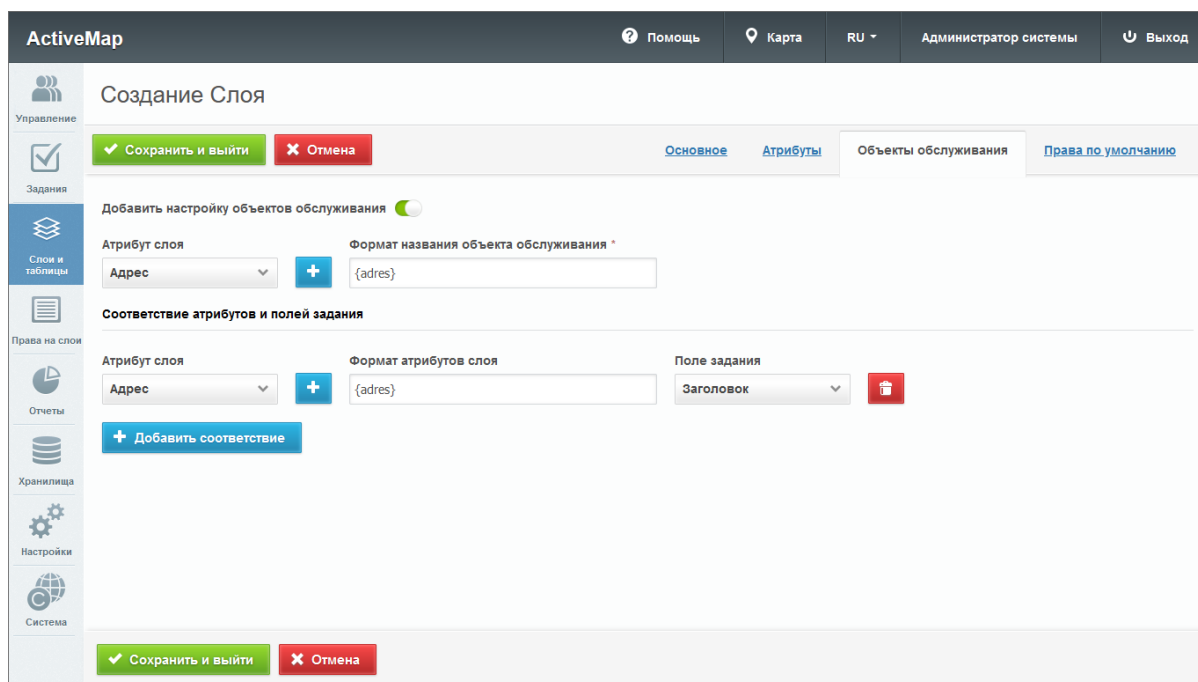 ActiveMap
Помощь
Карта
RU
Администратор системы
Выход
Управление
Задания
Слои и
таблицы
Права на слои
Отчеты
Хранилища
Настройки
Система
Создание Слоя
Сохранить и выйти
Отмена
Основное
Атрибуты
Объекты обслуживания
Права по умолчанию
Добавить настройку объектов обслуживания
Атрибут слоя
Формат названия объекта обслуживания *
Адрес
{adres}
Соответствие атрибутов и полей задания
Атрибут слоя
Формат атрибутов слоя
Поле задания
Адрес
{adres}
Заголовок
Добавить соответствие
Сохранить и выйти
Отмена